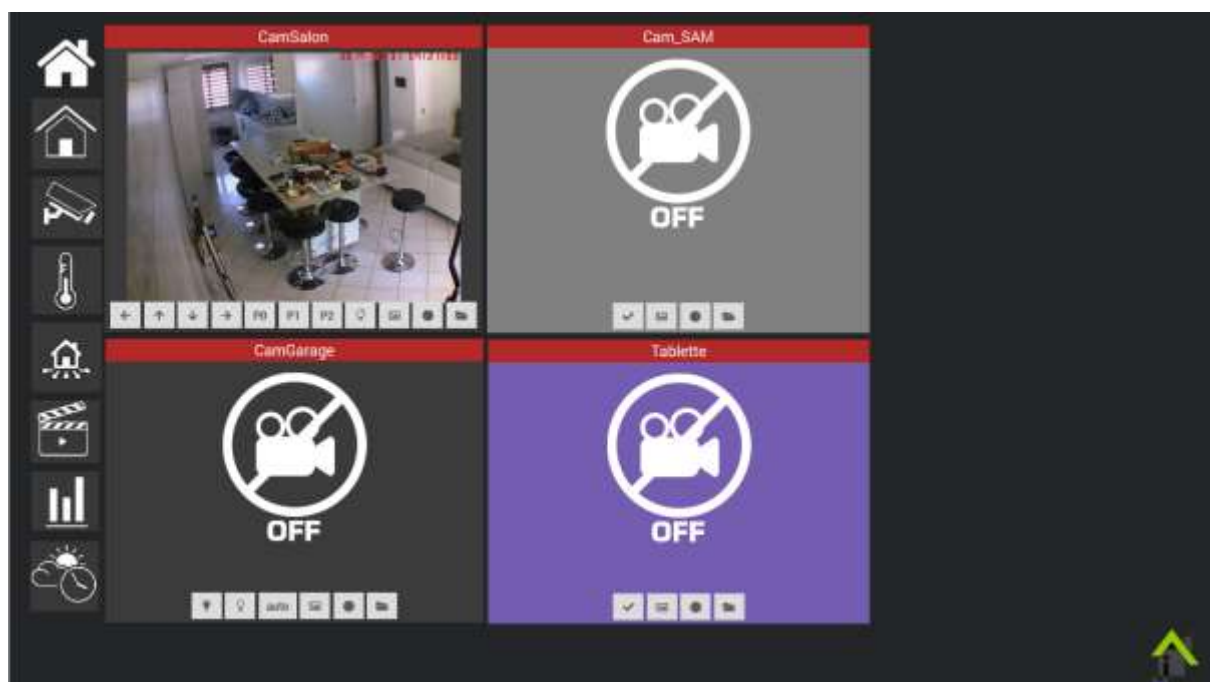 CamSalon
Cam_SAM
OFF
P0 P1 P2
CamGarage
Tablette
OFF
OFF
auto